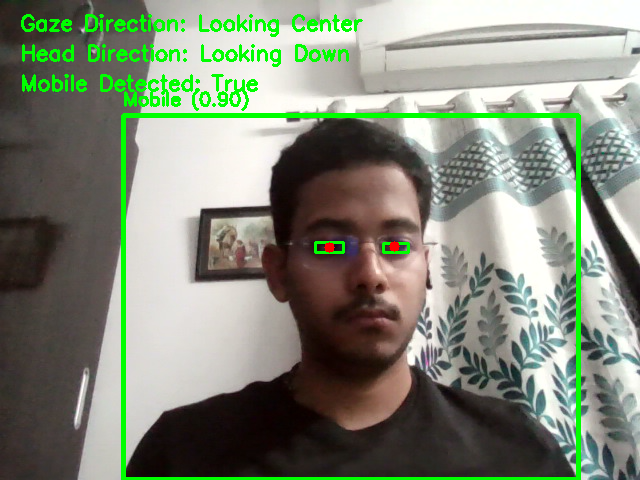 Gaze Direction: Looking Center
Head Direction: Looking Down
Mobile Detected: True
Mobile (0.90)